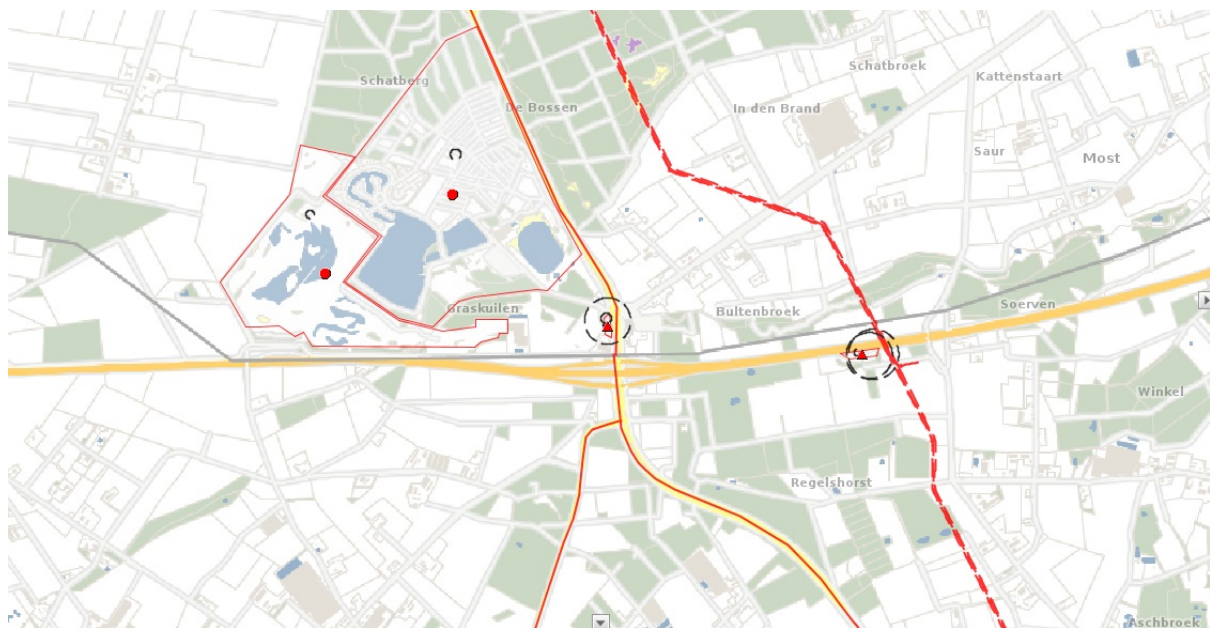 Schatbroek
Kattenstaart
Schatberg
De Bossen
In den Brand
Saur
Most
Graskuilen
Bultenbroek
Soerven
Winkel
Regelshorst
Aschbroek